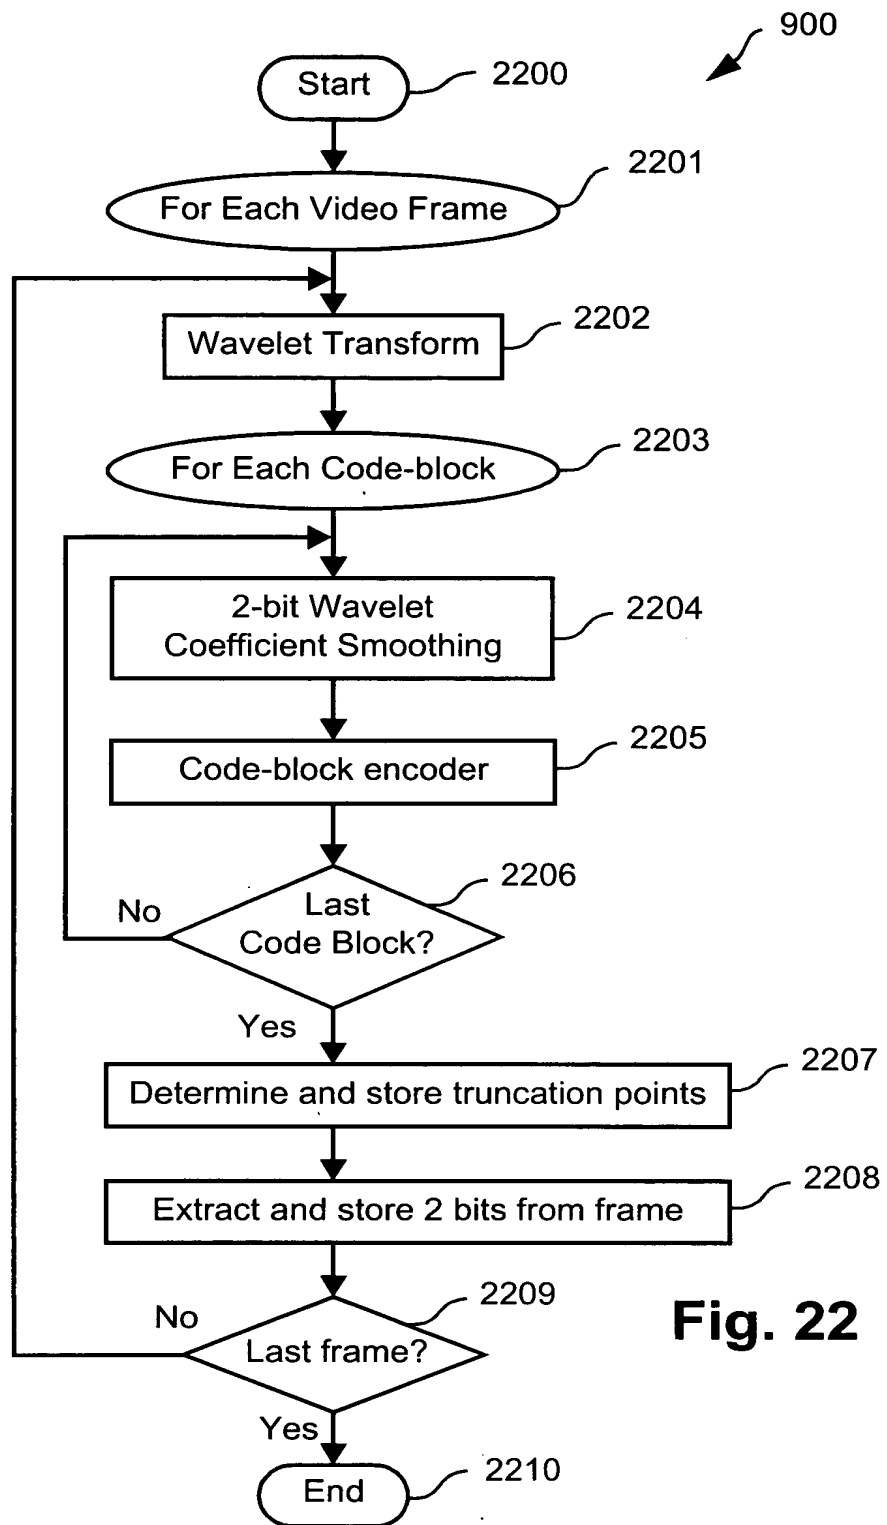 900
Start
2200
2201
For Each Video Frame
2202
Wavelet Transform
2203
For Each Code-block
2-bit Wavelet
Coefficient Smoothing
2204
2205
Code-block encoder
2206
Last
Code Block?
No
Yes
2207
Determine and store truncation points
2208
Extract and store 2 bits from frame
2209
No
Last frame?
Fig. 22
Yes
End
2210